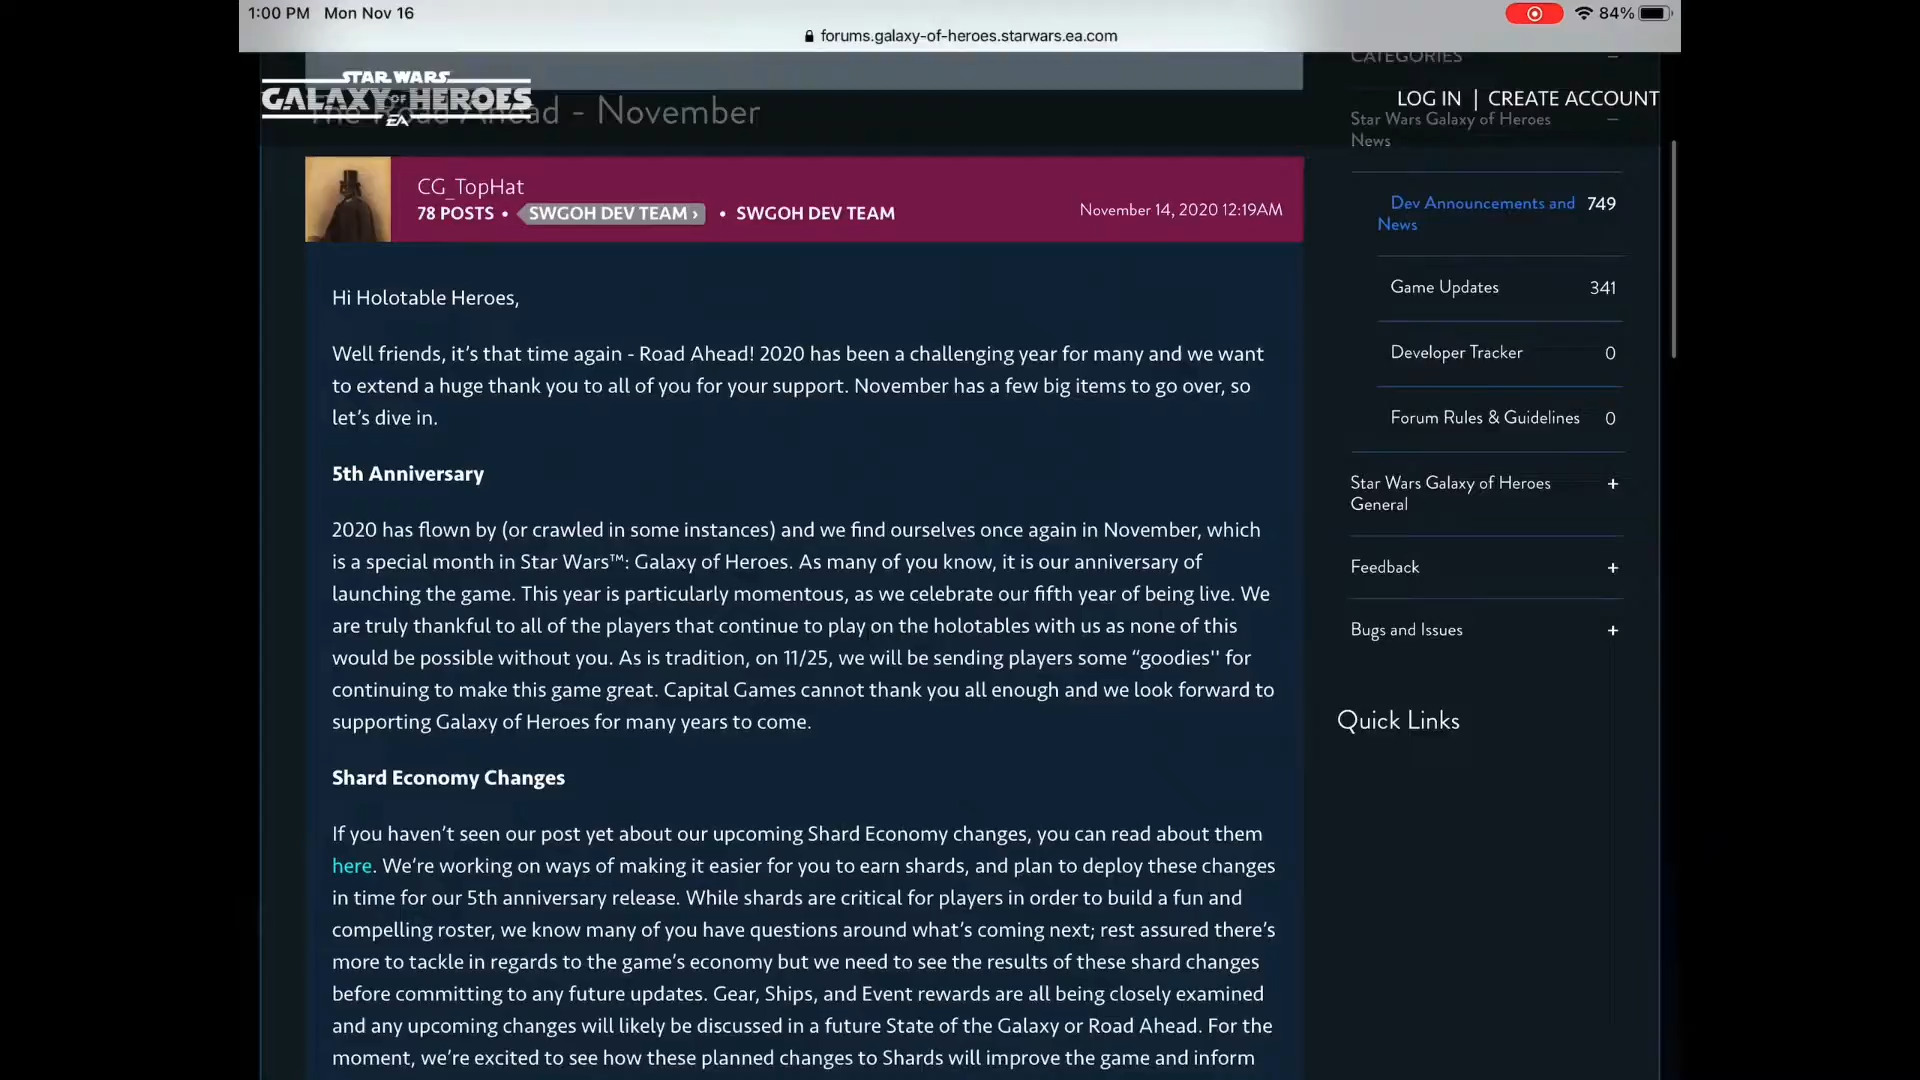 1:00 PM Mon Nov 16
84%
forums.galaxy-of-heroes.starwars.ea.com
STAR WARS
GALAXY OF HEROES
EA
LOG IN | CREATE ACCOUNT
The Road Ahead - November
CG_TopHat
78 POSTS • SWGOH DEV TEAM › • SWGOH DEV TEAM
November 14, 2020 12:19AM
Hi Holotable Heroes,
Well friends, it’s that time again - Road Ahead! 2020 has been a challenging year for many and we want
to extend a huge thank you to all of you for your support. November has a few big items to go over, so
let’s dive in.
5th Anniversary
2020 has flown by (or crawled in some instances) and we find ourselves once again in November, which
is a special month in Star Wars™: Galaxy of Heroes. As many of you know, it is our anniversary of
launching the game. This year is particularly momentous, as we celebrate our fifth year of being live. We
are truly thankful to all of the players that continue to play on the holotables with us as none of this
would be possible without you. As is tradition, on 11/25, we will be sending players some “goodies'' for
continuing to make this game great. Capital Games cannot thank you all enough and we look forward to
supporting Galaxy of Heroes for many years to come.
Shard Economy Changes
If you haven’t seen our post yet about our upcoming Shard Economy changes, you can read about them
here. We’re working on ways of making it easier for you to earn shards, and plan to deploy these changes
in time for our 5th anniversary release. While shards are critical for players in order to build a fun and
compelling roster, we know many of you have questions around what’s coming next; rest assured there’s
more to tackle in regards to the game’s economy but we need to see the results of these shard changes
before committing to any future updates. Gear, Ships, and Event rewards are all being closely examined
and any upcoming changes will likely be discussed in a future State of the Galaxy or Road Ahead. For the
moment, we’re excited to see how these planned changes to Shards will improve the game and inform
CATEGORIES –
Star Wars Galaxy of Heroes –
News
Dev Announcements and 749
News
Game Updates 341
Developer Tracker 0
Forum Rules & Guidelines 0
Star Wars Galaxy of Heroes +
General
Feedback +
Bugs and Issues +
Quick Links